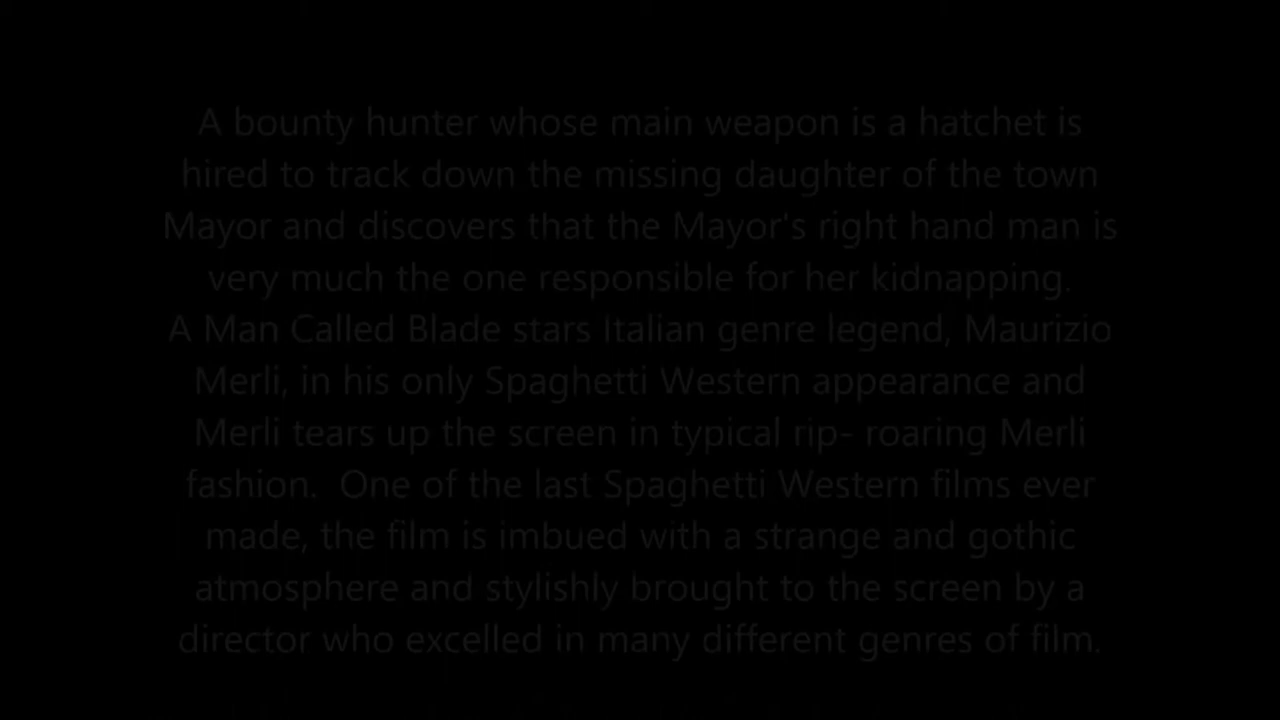 A bounty hunter whose main weapon is a hatchet is
hired to track down the missing daughter of the town
Mayor and discovers that the Mayor's right hand man is
very much the one responsible for her kidnapping.
A Man Called Blade stars Italian genre legend, Maurizio
Merli, in his only Spaghetti Western appearance and
Merli tears up the screen in typical rip- roaring Merli
fashion.  One of the last Spaghetti Western films ever
made, the film is imbued with a strange and gothic
atmosphere and stylishly brought to the screen by a
director who excelled in many different genres of film.